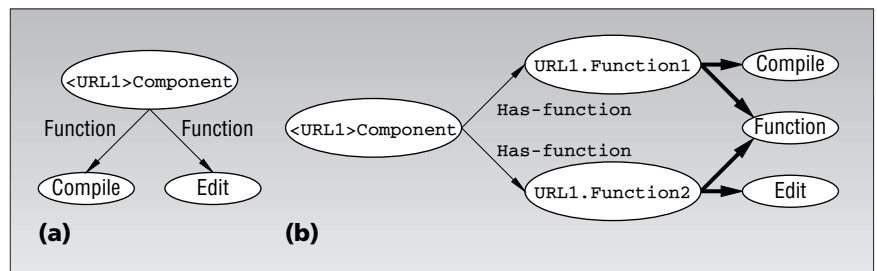 <URL1>Component
Function Function
Compile Edit
(a)
<URL1>Component
URL1.Function1
Has-function
Has-function
URL1.Function2
Compile
Function
Edit
(b)